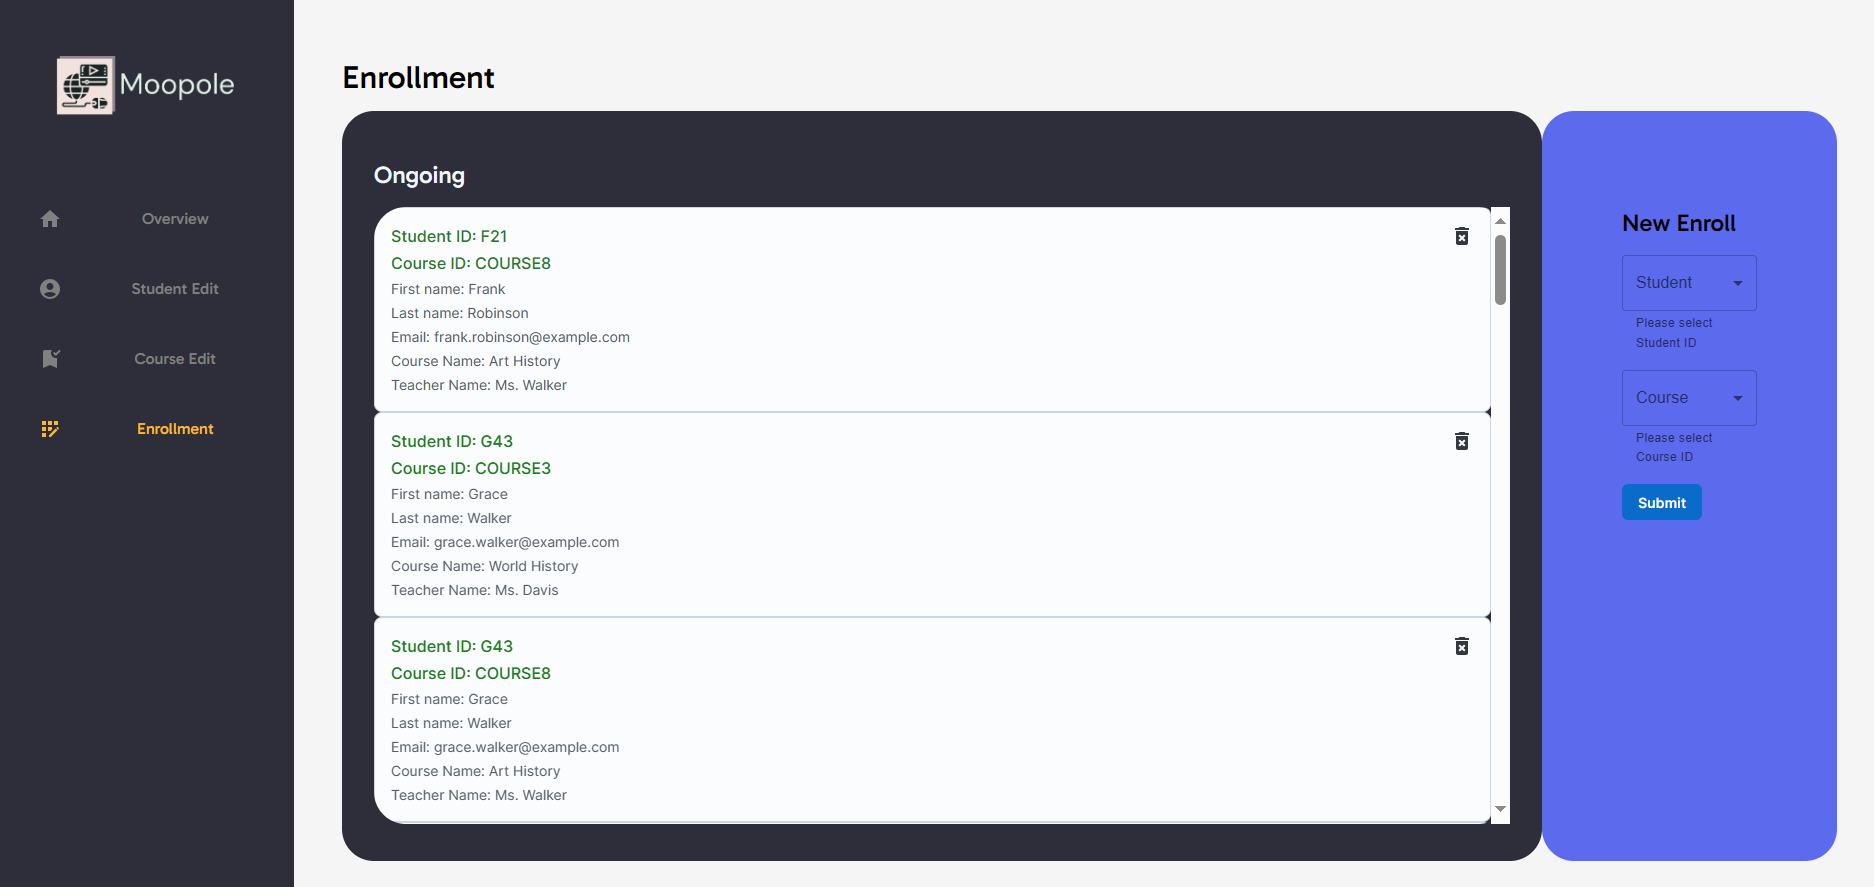 Moopole
Overview
Student Edit
Course Edit
Enrollment
Enrollment
Ongoing
Student ID: F21
Course ID: COURSE8
First name: Frank
Last name: Robinson
Email: frank.robinson@example.com
Course Name: Art History
Teacher Name: Ms. Walker
Student ID: G43
Course ID: COURSE3
First name: Grace
Last name: Walker
Email: grace.walker@example.com
Course Name: World History
Teacher Name: Ms. Davis
Student ID: G43
Course ID: COURSE8
First name: Grace
Last name: Walker
Email: grace.walker@example.com
Course Name: Art History
Teacher Name: Ms. Walker
New Enroll
Student
Please select
Student ID
Course
Please select
Course ID
Submit